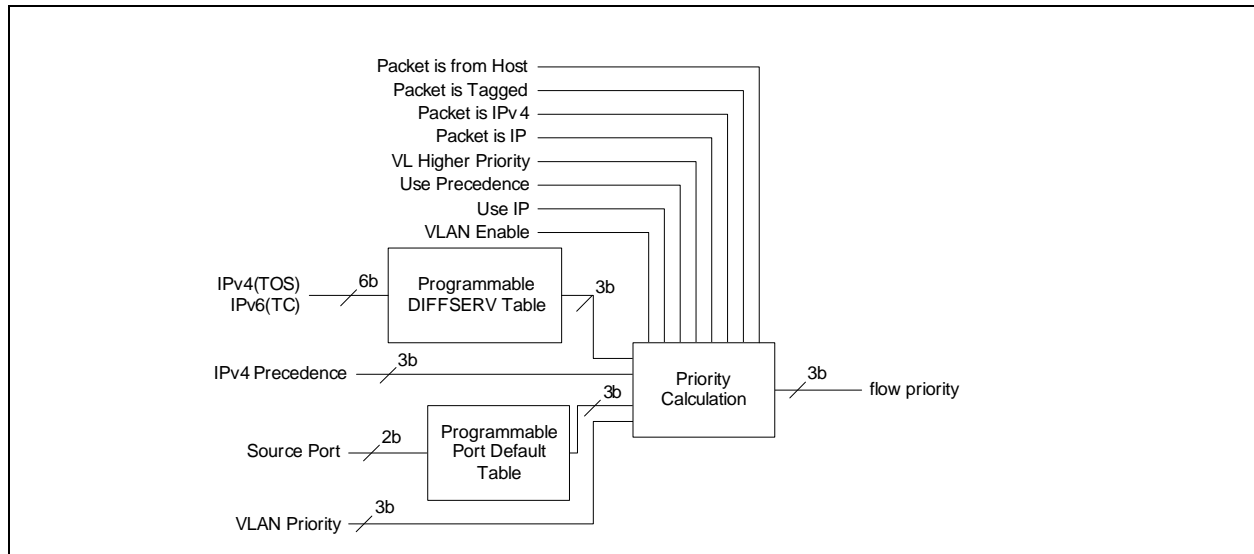 Packet is from Host
Packet is Tagged
Packet is IPv4
Packet is IP
VL Higher Priority
Use Precedence
Use IP
VLAN Enable
IPv4(TOS)
IPv6(TC)
6b
Programmable
DIFFSERV Table
3b
IPv4 Precedence
3b
Priority
Calculation
3b
flow priority
3b
Source Port
2b
Programmable
Port Default
Table
VLAN Priority
3b